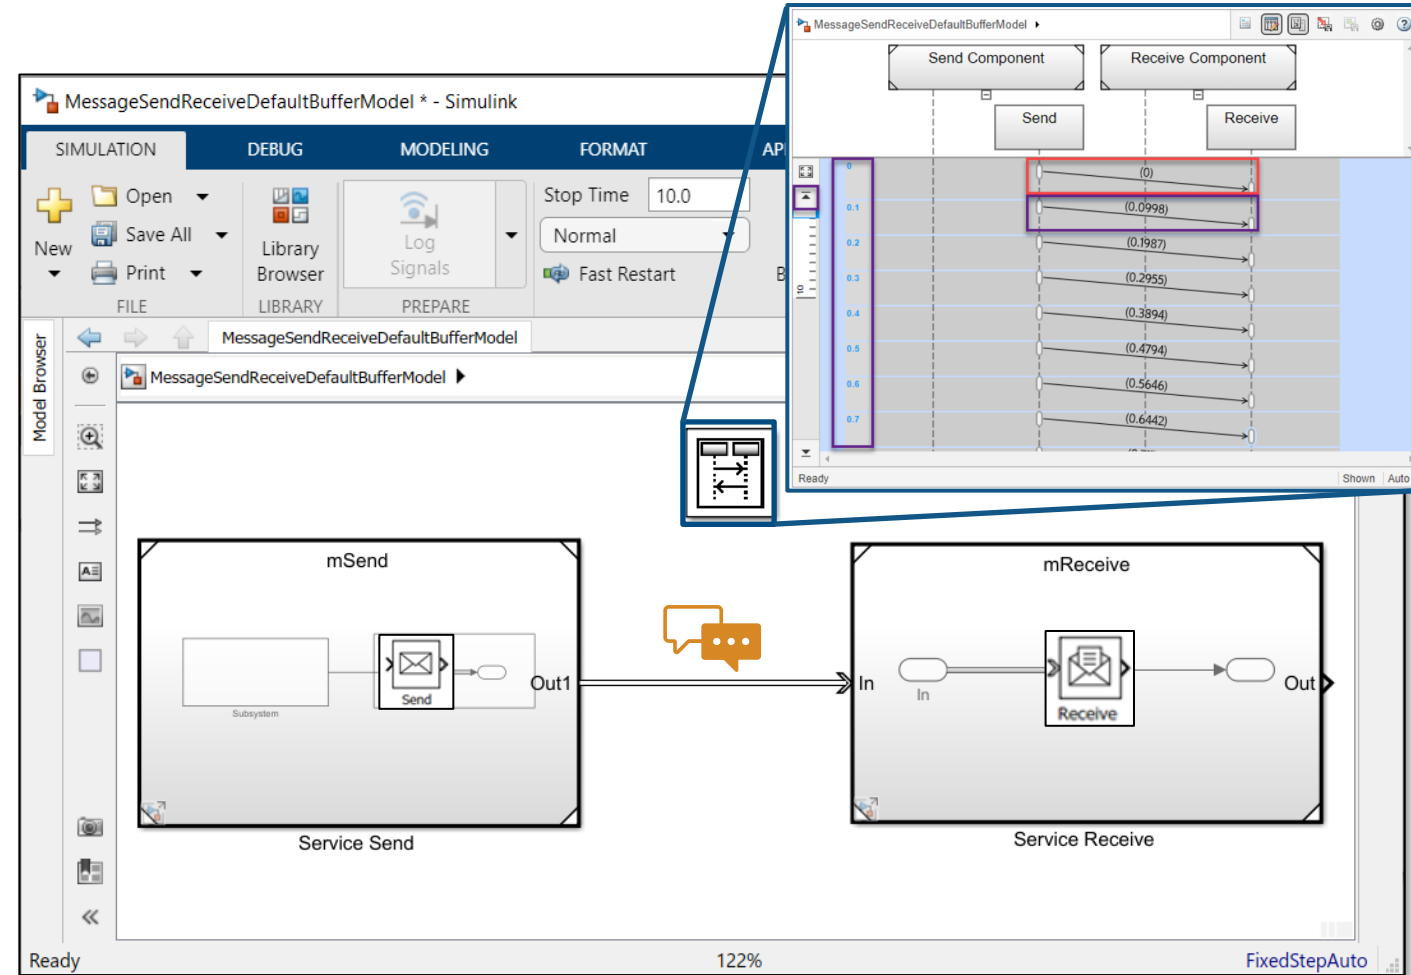 MessageSendReceiveDefaultBufferModel
Send Component
Receive Component
Send
Receive
0
(0)
0.1
(0.0998)
0.2
(0.1987)
0.3
(0.2955)
0.4
(0.3894)
0.5
(0.4794)
0.6
(0.5646)
0.7
(0.6442)
10
Ready
Shown
Auto
MessageSendReceiveDefaultBufferModel * - Simulink
SIMULATION
DEBUG
MODELING
FORMAT
AP
New
Open
Save All
Print
FILE
Library
Browser
LIBRARY
Log
Signals
PREPARE
Stop Time
10.0
Normal
Fast Restart
B
Model Browser
MessageSendReceiveDefaultBufferModel
MessageSendReceiveDefaultBufferModel
mSend
Subsystem
Send
Out1
Service Send
mReceive
In
In
Receive
Out
Service Receive
Ready
122%
FixedStepAuto